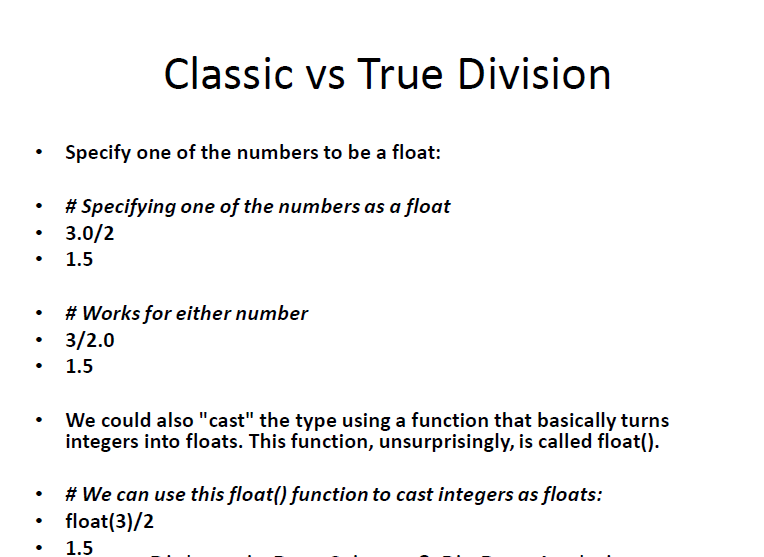 Classic vs True Division
• Specify one of the numbers to be a float:
• # Specifying one of the numbers as a float
• 3.0/2
• 1.5
• # Works for either number
• 3/2.0
• 1.5
• We could also "cast" the type using a function that basically turns
integers into floats. This function, unsurprisingly, is called float().
• # We can use this float() function to cast integers as floats:
• float(3)/2
• 1.5